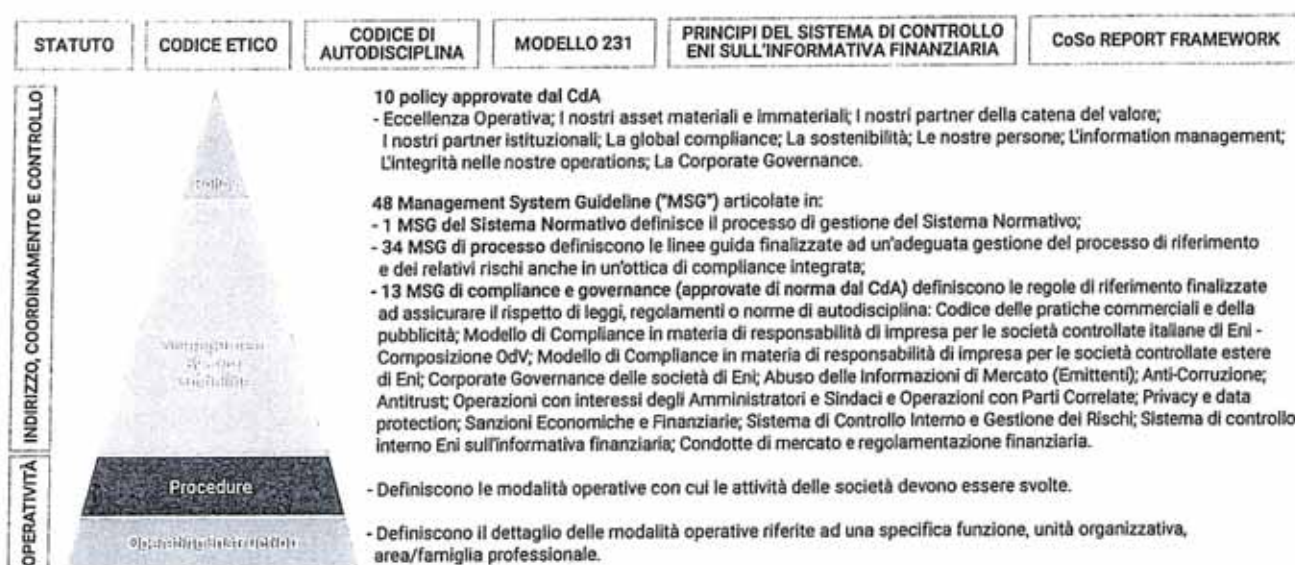 STATUTO
CODICE ETICO
CODICE DI
AUTODISCIPLINA
MODELLO 231
PRINCIPI DEL SISTEMA DI CONTROLLO
ENI SULL'INFORMATIVA FINANZIARIA
CoSo REPORT FRAMEWORK
INDIRIZZO, COORDINAMENTO E CONTROLLO
10 policy approvate dal CdA
- Eccellenza Operativa; I nostri asset materiali e immateriali; I nostri partner della catena del valore;
I nostri partner istituzionali; La global compliance; La sostenibilità; Le nostre persone; L'information management;
L'integrità nelle nostre operations; La Corporate Governance.
48 Management System Guideline ("MSG") articolate in:
- 1 MSG del Sistema Normativo definisce il processo di gestione del Sistema Normativo;
- 34 MSG di processo definiscono le linee guida finalizzate ad un'adeguata gestione del processo di riferimento
e dei relativi rischi anche in un'ottica di compliance integrata;
- 13 MSG di compliance e governance (approvate di norma dal CdA) definiscono le regole di riferimento finalizzate
ad assicurare il rispetto di leggi, regolamenti o norme di autodisciplina: Codice delle pratiche commerciali e della
pubblicità; Modello di Compliance in materia di responsabilità di impresa per le società controllate italiane di Eni -
Composizione OdV; Modello di Compliance in materia di responsabilità di impresa per le società controllate estere
di Eni; Corporate Governance delle società di Eni; Abuso delle Informazioni di Mercato (Emittenti); Anti-Corruzione;
Antitrust; Operazioni con interessi degli Amministratori e Sindaci e Operazioni con Parti Correlate; Privacy e data
protection; Sanzioni Economiche e Finanziarie; Sistema di Controllo Interno e Gestione dei Rischi; Sistema di controllo
interno Eni sull'informativa finanziaria; Condotte di mercato e regolamentazione finanziaria.
OPERATIVITÀ
Procedure
- Definiscono le modalità operative con cui le attività delle società devono essere svolte.
Operating Instruction
- Definiscono il dettaglio delle modalità operative riferite ad una specifica funzione, unità organizzativa,
area/famiglia professionale.